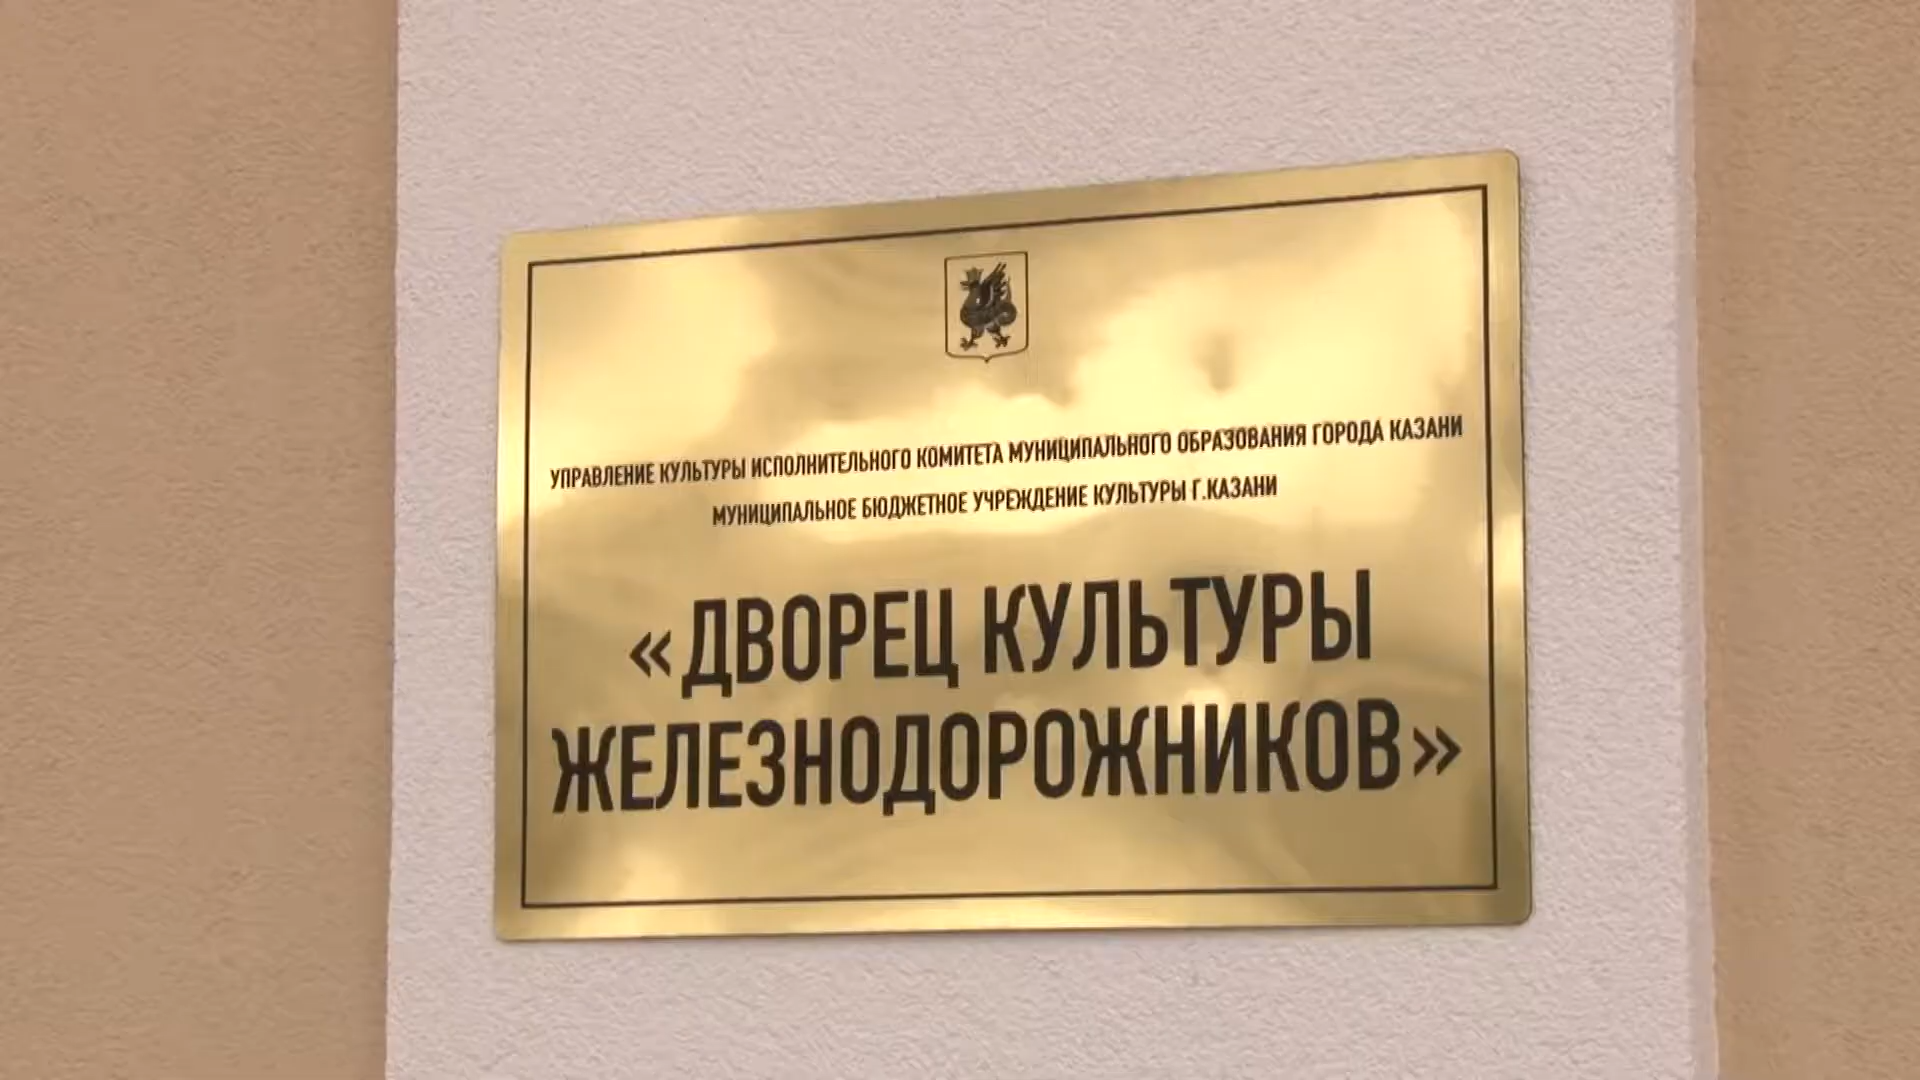 УПРАВЛЕНИЕ КУЛЬТУРЫ ИСПОЛНИТЕЛЬНОГО КОМИТЕТА МУНИЦИПАЛЬНОГО ОБРАЗОВАНИЯ ГОРОДА КАЗАНИ
МУНИЦИПАЛЬНОЕ БЮДЖЕТНОЕ УЧРЕЖДЕНИЕ КУЛЬТУРЫ Г.КАЗАНИ
«ДВОРЕЦ КУЛЬТУРЫ
ЖЕЛЕЗНОДОРОЖНИКОВ»